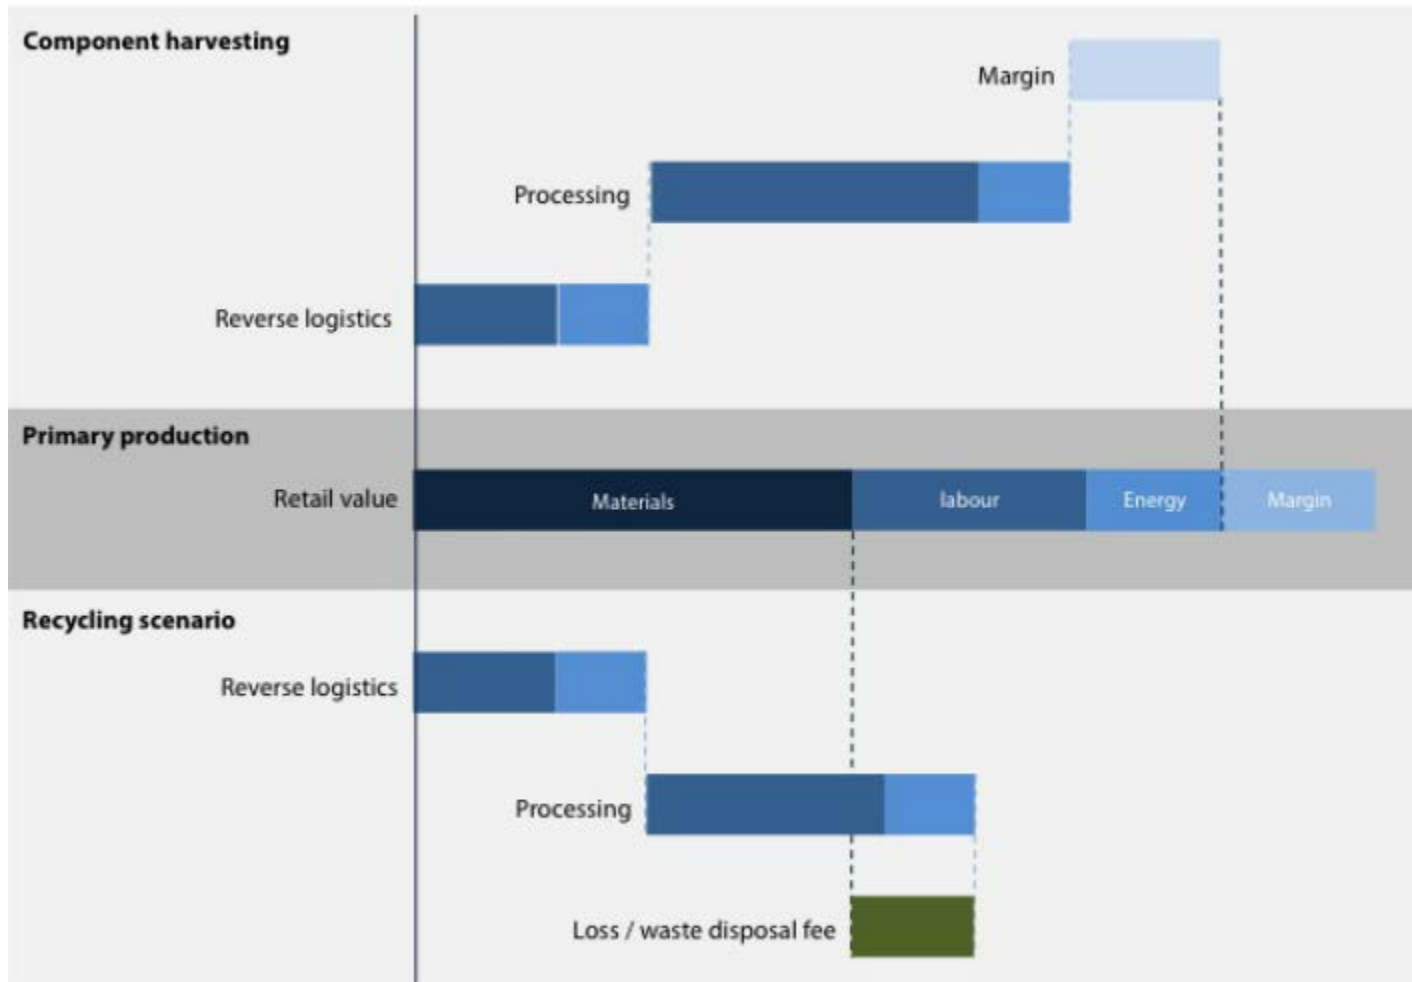 Component harvesting
Margin
Processing
Reverse logistics
Primary production
Retail value
Materials
labour
Energy
Margin
Recycling scenario
Reverse logistics
Processing
Loss / waste disposal fee